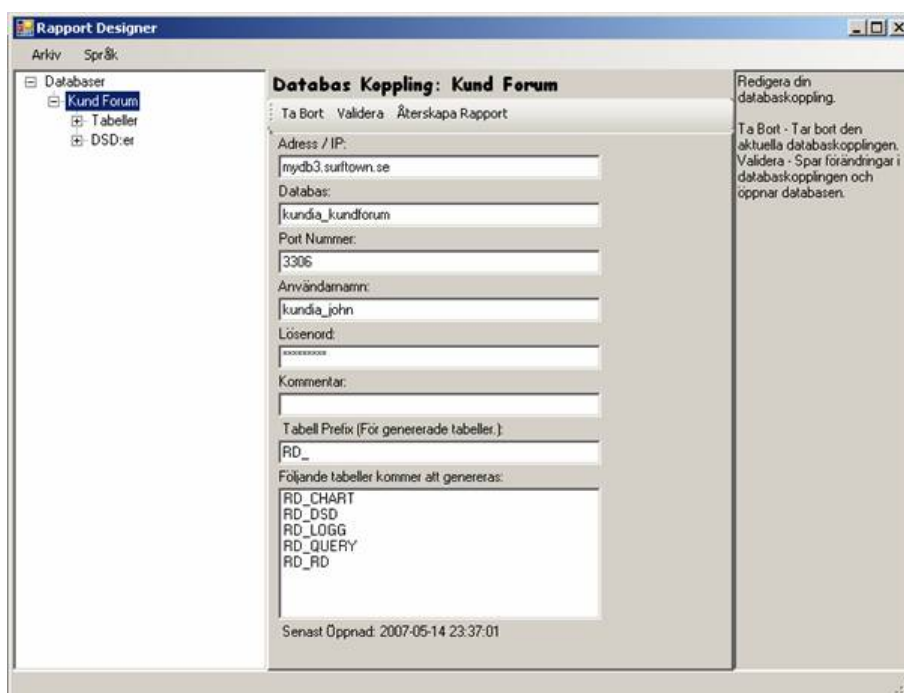 Rapport Designer
Arkiv Språk
Databaser
Kund Forum
Tabeller
DSD:er
Databas Koppling: Kund Forum
Ta Bort Validera Återskapa Rapport
Adress / IP:
mydb3.surftown.se
Databas:
kundia_kundforum
Port Nummer:
3306
Användarnamn:
kundia_john
Lösenord:
*********
Kommentar:
Tabell Prefix (För genererade tabeller.):
RD_
Följande tabeller kommer att genereras:
RD_CHART
RD_DSD
RD_LOGG
RD_QUERY
RD_RD
Senast Öppnad: 2007-05-14 23:37:01
Redigera din
databaskoppling.
Ta Bort - Tar bort den
aktuella databaskopplingen.
Validera - Spar förändringar i
databaskopplingen och
öppnar databasen.